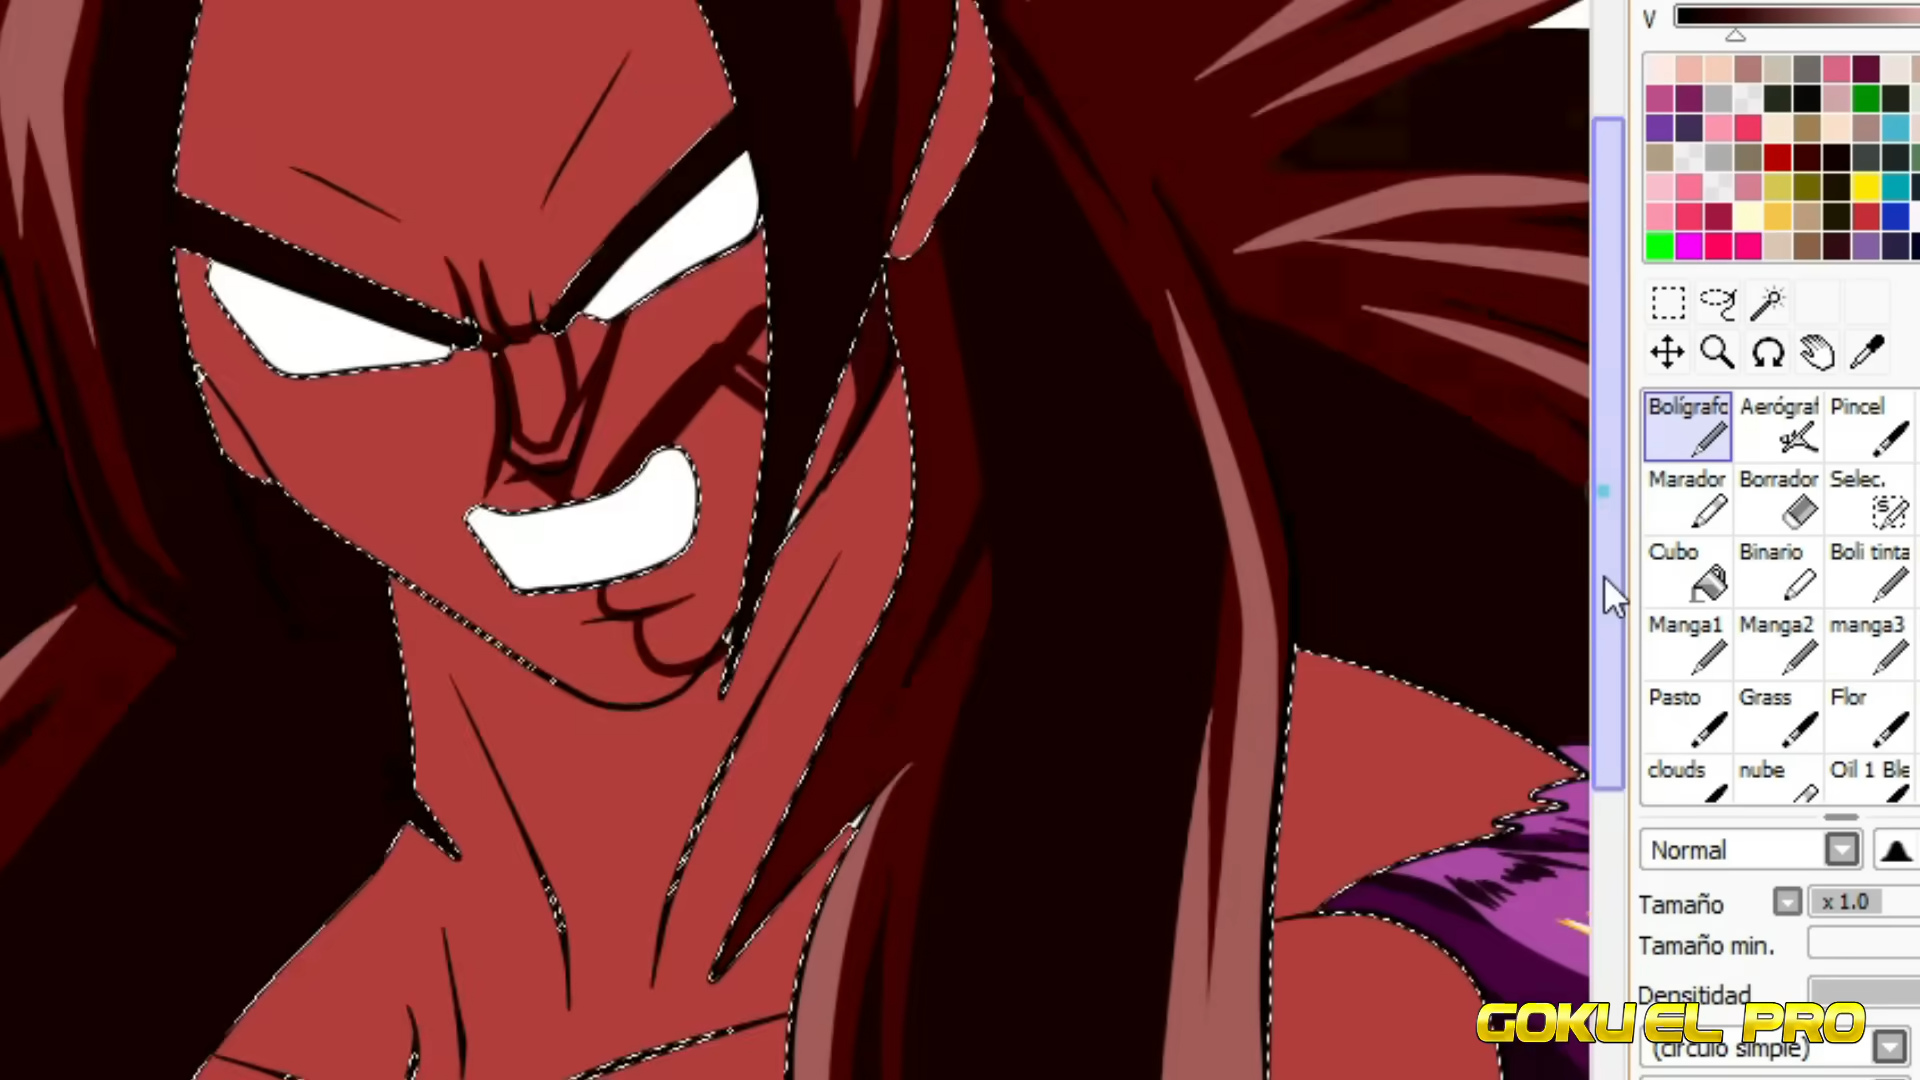 V
Bolígrafo Aerógraf Pincel
Marador Borrador Selec.
Cubo Binario Boli tinta
Manga1 Manga2 manga3
Pasto Grass Flor
clouds nube Oil 1 Ble
Normal
Tamaño x 1.0
Tamaño min.
Densitidad
GOKU EL PRO
(círculo simple)